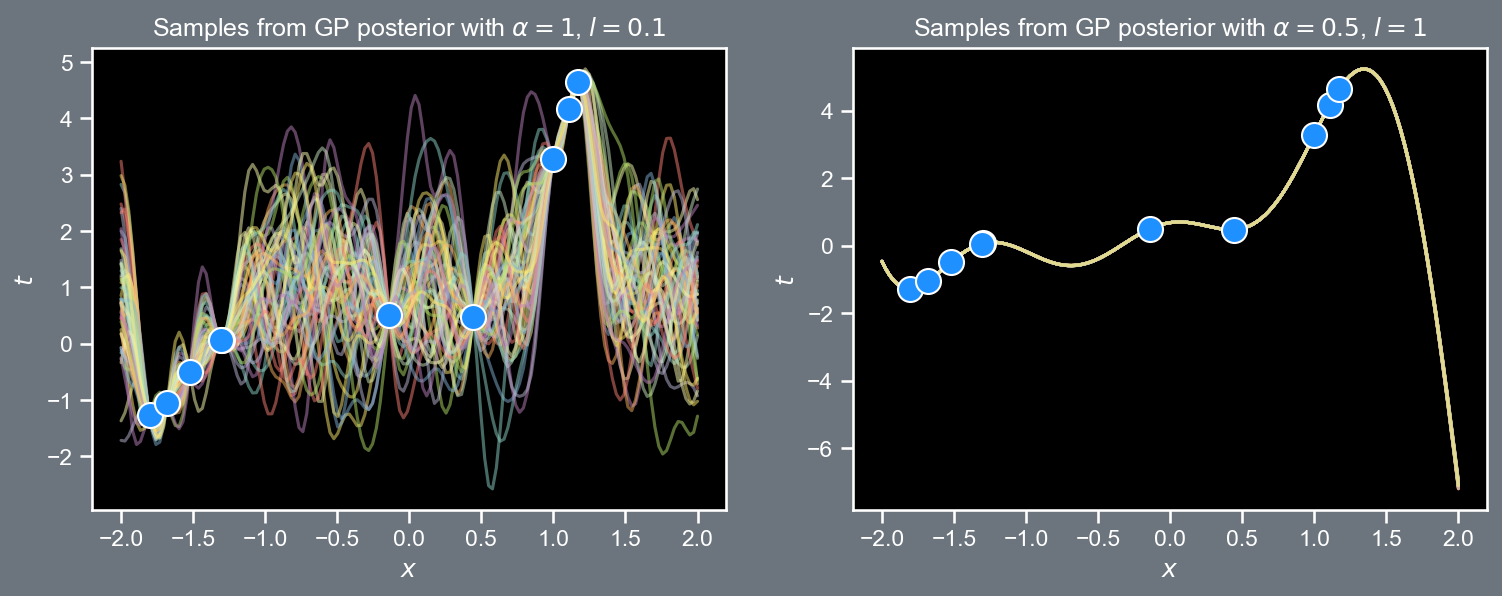 Samples from GP posterior with α = 1, l = 0.1
5
4
3
2
1
0
−1
−2
t
−2.0 −1.5 −1.0 −0.5 0.0 0.5 1.0 1.5 2.0
x
Samples from GP posterior with α = 0.5, l = 1
4
2
0
−2
−4
−6
t
−2.0 −1.5 −1.0 −0.5 0.0 0.5 1.0 1.5 2.0
x